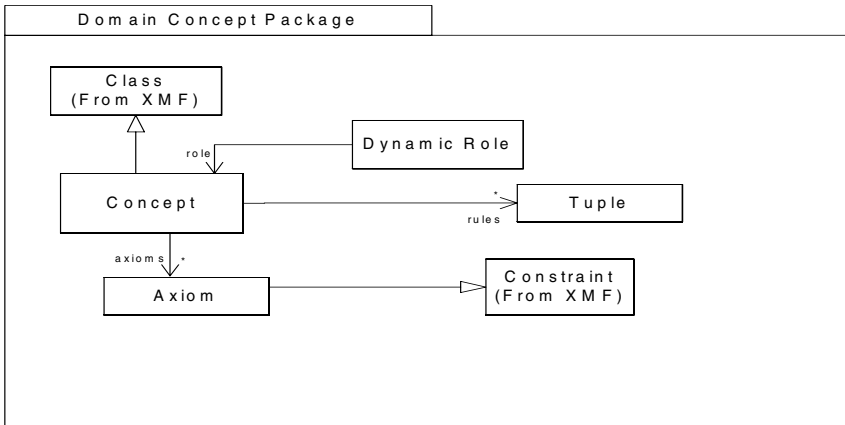 Domain Concept Package
Class
(From XMF)
role
Dynamic Role
Concept
*
rules
Tuple
axioms
*
Axiom
Constraint
(From XMF)